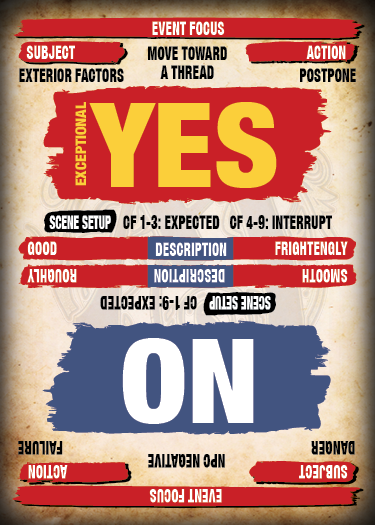 EVENT FOCUS
SUBJECT MOVE TOWARD ACTION
EXTERIOR FACTORS A THREAD POSTPONE
EXCEPTIONAL
YES
SCENE SETUP CF 1-3: EXPECTED CF 4-9: INTERRUPT
GOOD DESCRIPTION FRIGHTENGLY
EVENT FOCUS
SUBJECT ACTION
DANGER NPC NEGATIVE FAILURE
NO
SCENE SETUP CF 1-9: EXPECTED
SMOOTH DESCRIPTION ROUGHLY